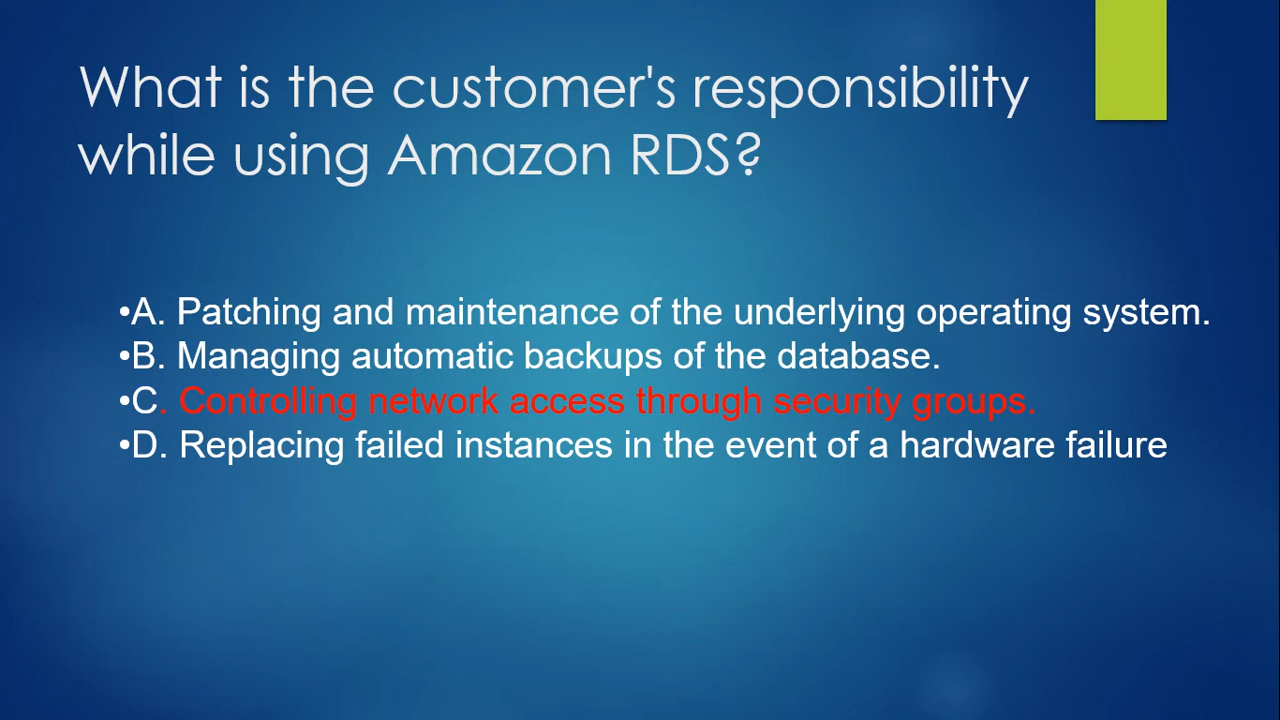 What is the customer's responsibility
while using Amazon RDS?
•A. Patching and maintenance of the underlying operating system.
•B. Managing automatic backups of the database.
•C. Controlling network access through security groups.
•D. Replacing failed instances in the event of a hardware failure